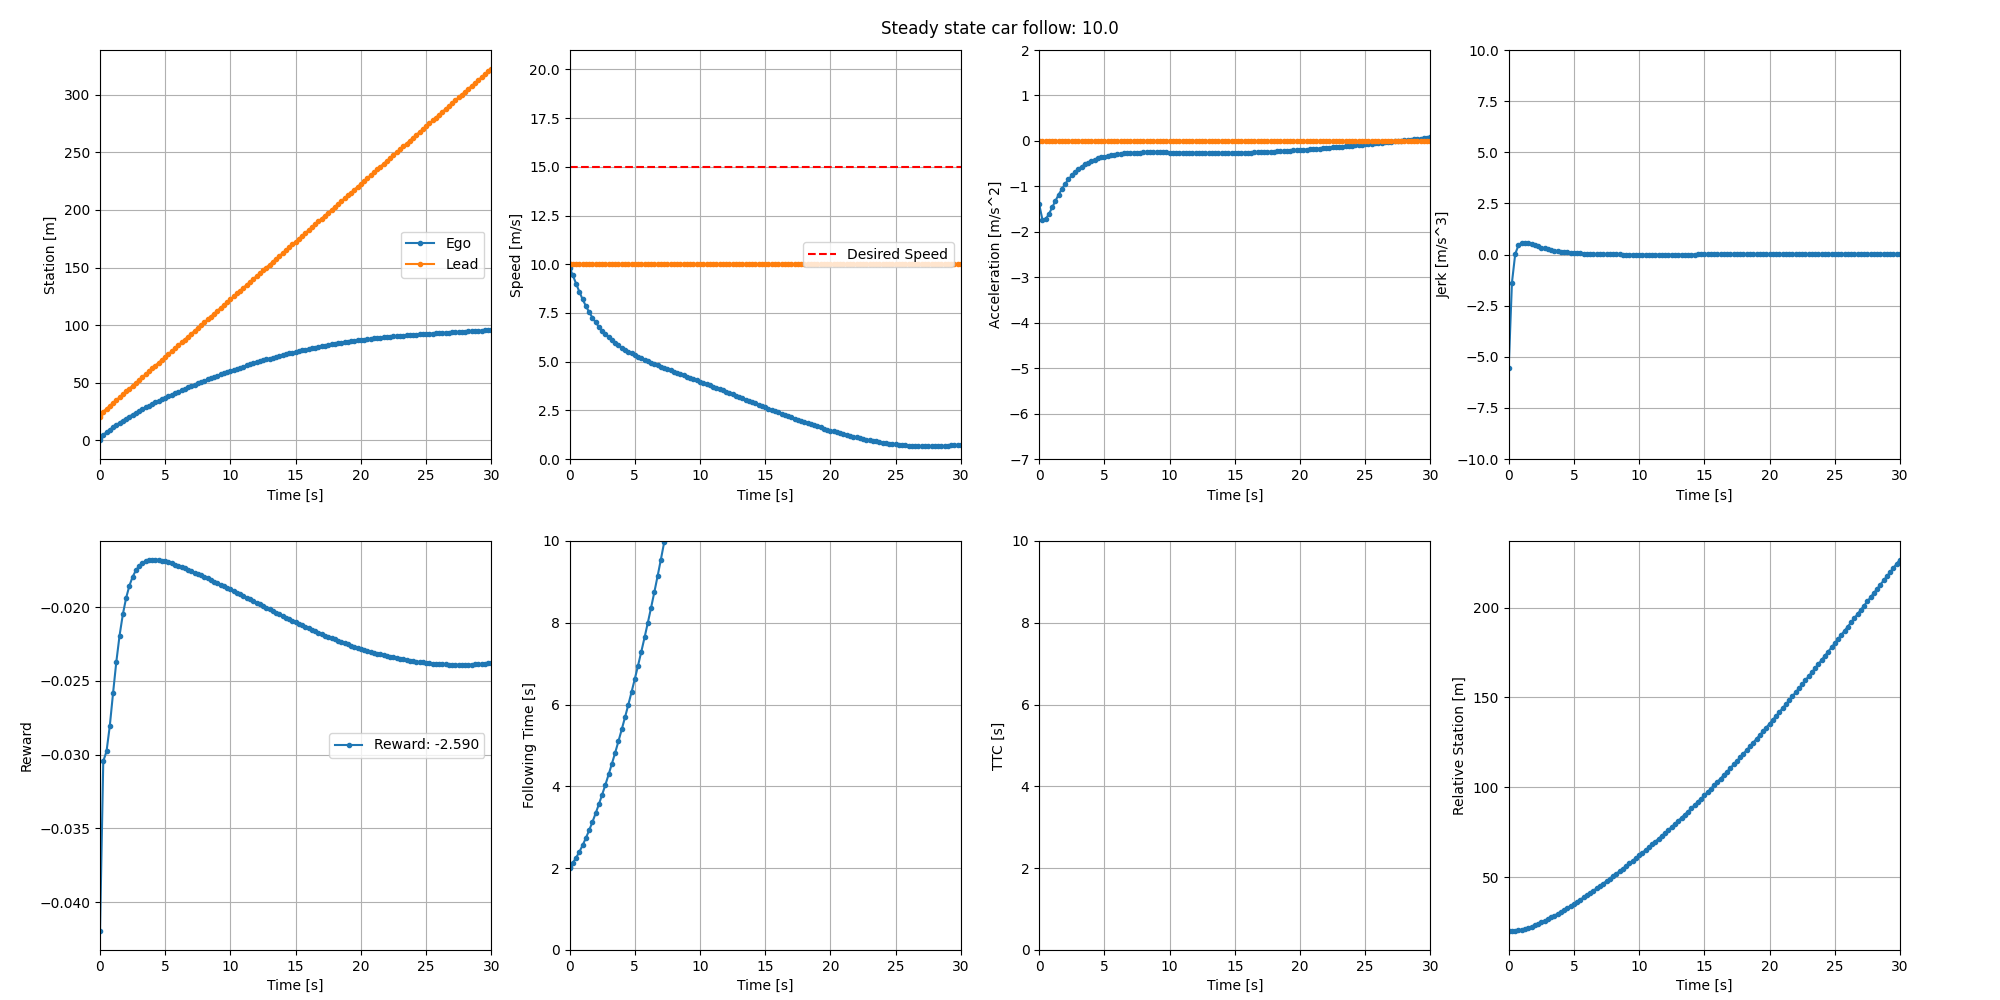 Steady state car follow: 10.0
Station [m]
300
250
200
150
100
50
0
Ego
Lead
0 5 10 15 20 25 30
Time [s]
Speed [m/s]
20.0
17.5
15.0
12.5
10.0
7.5
5.0
2.5
0.0
Desired Speed
0 5 10 15 20 25 30
Time [s]
Acceleration [m/s^2]
2
1
0
−1
−2
−3
−4
−5
−6
−7
0 5 10 15 20 25 30
Time [s]
Jerk [m/s^3]
10.0
7.5
5.0
2.5
0.0
−2.5
−5.0
−7.5
−10.0
0 5 10 15 20 25 30
Time [s]
Reward
−0.020
−0.025
−0.030
−0.035
−0.040
Reward: -2.590
0 5 10 15 20 25 30
Time [s]
Following Time [s]
10
8
6
4
2
0
0 5 10 15 20 25 30
Time [s]
TTC [s]
10
8
6
4
2
0
0 5 10 15 20 25 30
Time [s]
Relative Station [m]
200
150
100
50
0 5 10 15 20 25 30
Time [s]